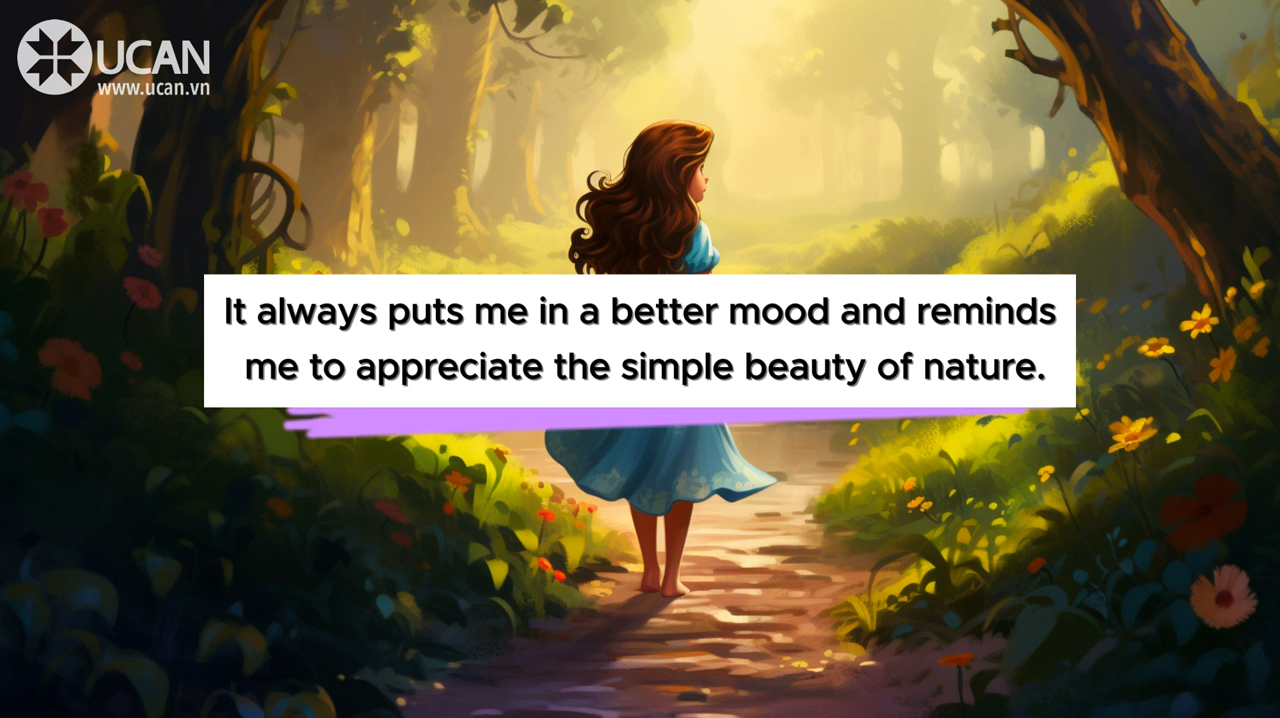 UCAN
www.ucan.vn
It always puts me in a better mood and reminds
me to appreciate the simple beauty of nature.